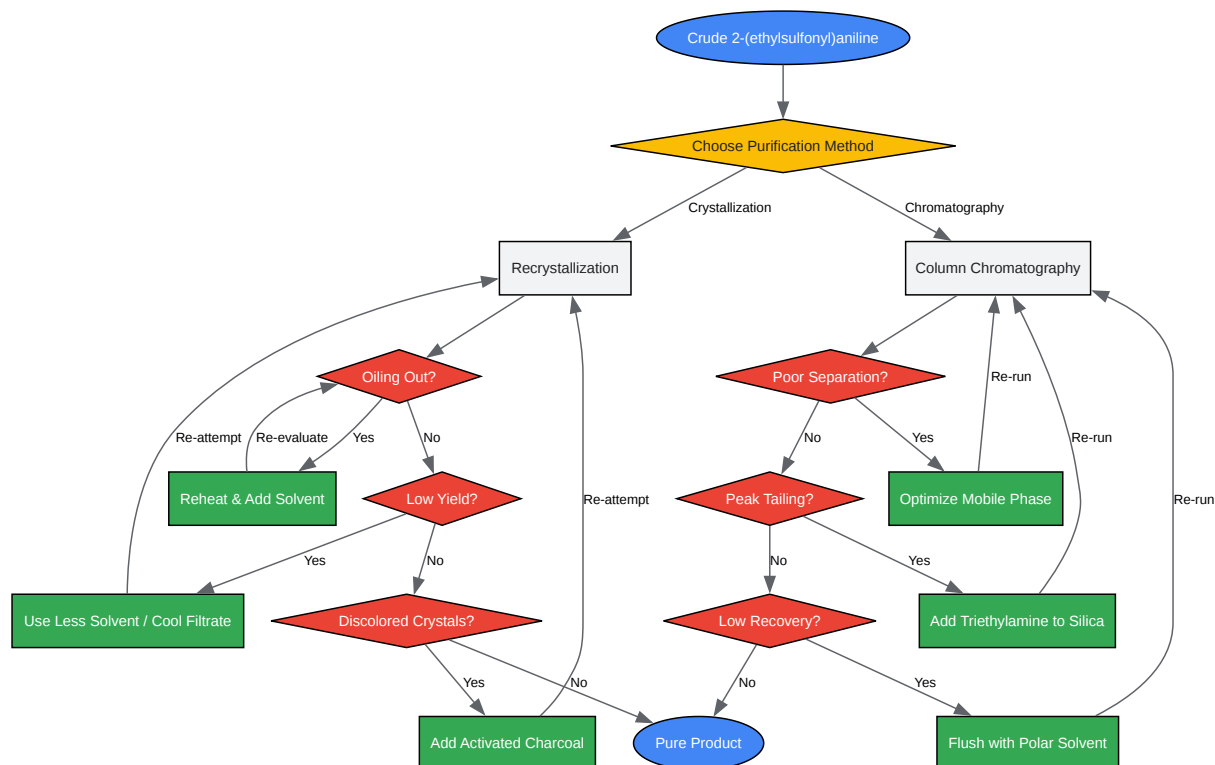 Crude 2-(ethylsulfonyl)aniline
Choose Purification Method
Crystallization
Chromatography
Recrystallization
Column Chromatography
Oiling Out?
Poor Separation?
Re-run
Re-attempt
Re-evaluate
Yes
No
No
Yes
Re-run
Reheat & Add Solvent
Low Yield?
Re-attempt
Peak Tailing?
Optimize Mobile Phase
Re-run
Yes
No
No
Yes
Use Less Solvent / Cool Filtrate
Discolored Crystals?
Low Recovery?
Add Triethylamine to Silica
Yes
No
No
Yes
Add Activated Charcoal
Pure Product
Flush with Polar Solvent